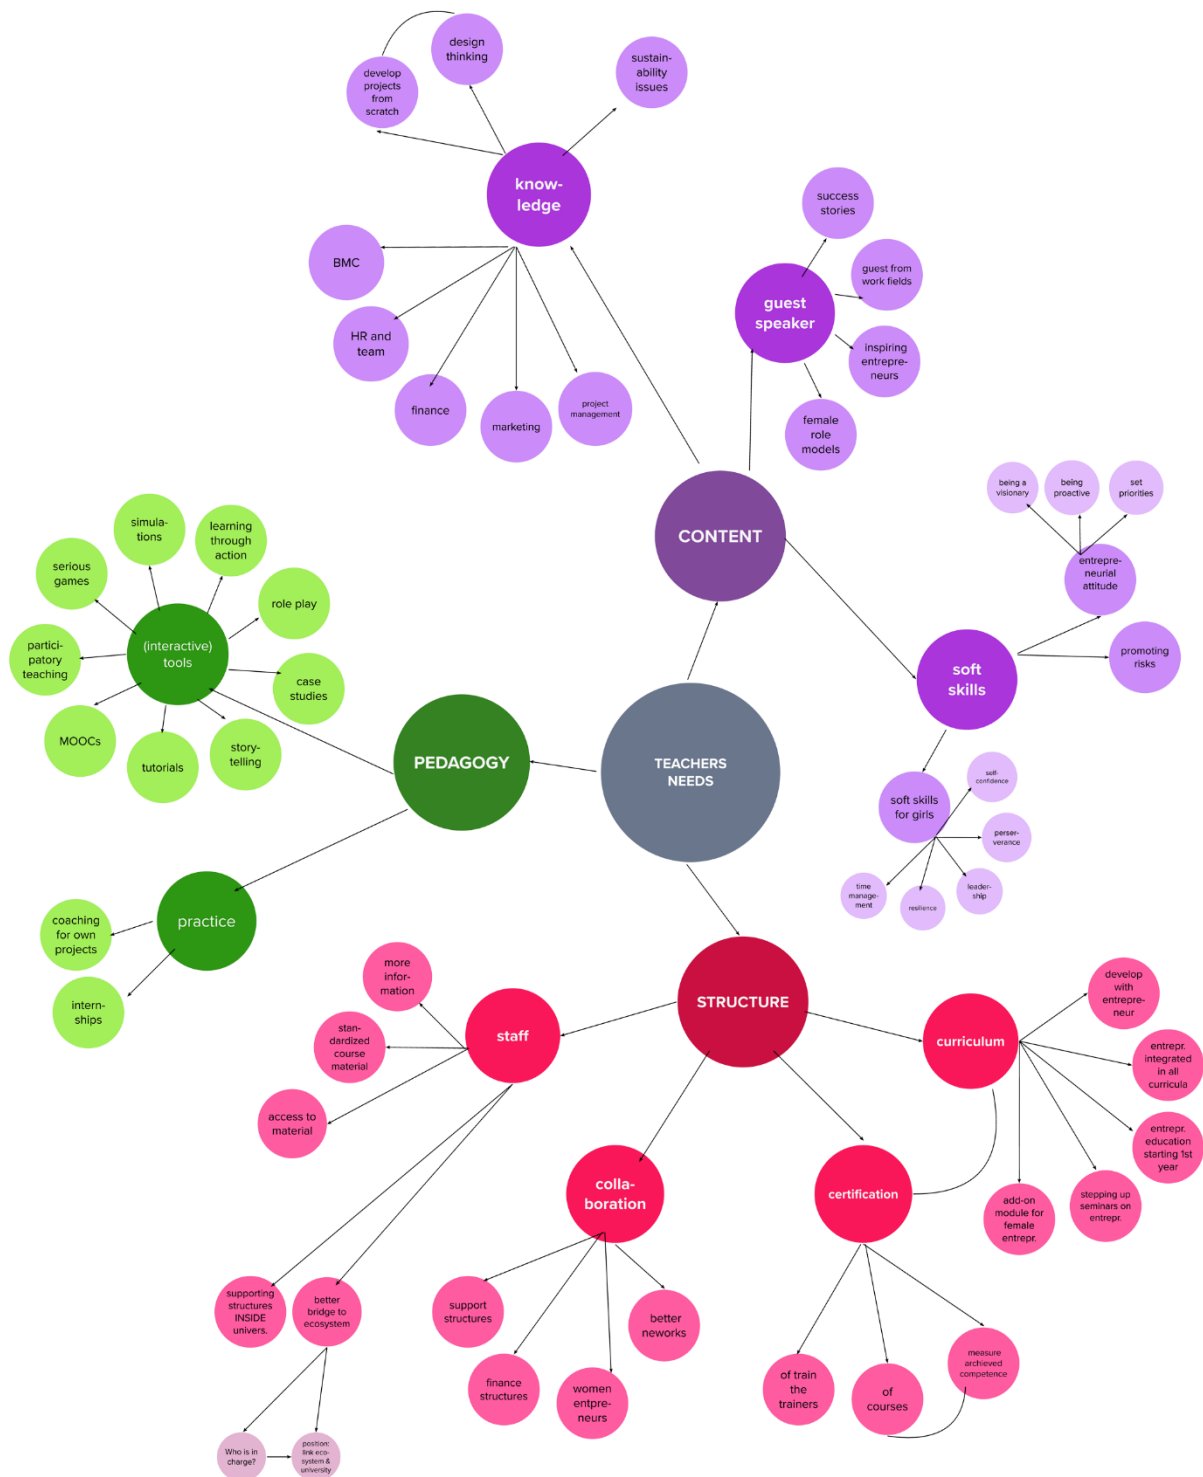 design
thinking
develop
projects
from
scratch
sustain-
ability
issues
know-
ledge
BMC
HR and
team
finance
marketing
project
management
success
stories
guest from
work fields
guest
speaker
inspiring
entrepre-
neurs
female
role
models
CONTENT
being a
visionary
being
proactive
set
priorities
entrepre-
neurial
attitude
promoting
risks
soft
skills
soft skills
for girls
self-
confidence
perser-
verance
leader-
ship
resilience
time
manage-
ment
TEACHERS
NEEDS
PEDAGOGY
(interactive)
tools
simula-
tions
learning
through
action
serious
games
role play
partici-
patory
teaching
case
studies
MOOCs
tutorials
story-
telling
practice
coaching
for own
projects
intern-
ships
STRUCTURE
staff
more
infor-
mation
stan-
dardized
course
material
access to
material
supporting
structures
INSIDE
univers.
better
bridge to
ecosystem
Who is in
charge?
position:
link eco-
system &
university
colla-
boration
support
structures
finance
structures
women
entpre-
neurs
better
neworks
certification
of train
the
trainers
of
courses
measure
archieved
competence
curriculum
develop
with
entrepre-
neur
entrepr.
integrated
in all
curricula
entrepr.
education
starting 1st
year
stepping up
seminars on
entrepr.
add-on
module for
female
entrepr.